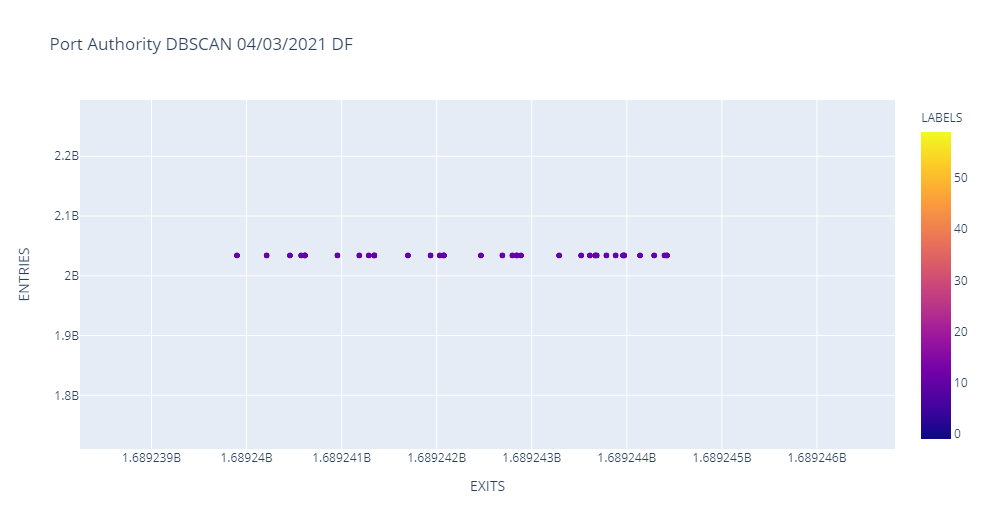 Port Authority DBSCAN 04/03/2021 DF
LABELS
50
40
30
20
10
0
2.2B
2.1B
2B
1.9B
1.8B
ENTRIES
1.689239B
1.68924B
1.689241B
1.689242B
1.689243B
1.689244B
1.689245B
1.689246B
EXITS